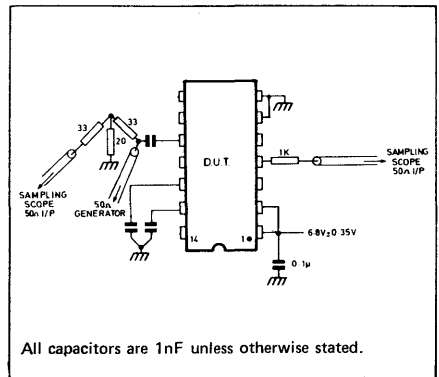 33
33
20
1K
D.U.T.
SAMPLING
SCOPE
50Ω I/P
SAMPLING
SCOPE
50Ω I/P
50Ω
GENERATOR
14
1
6·8V±0·35V
0·1μ
All capacitors are 1nF unless otherwise stated.